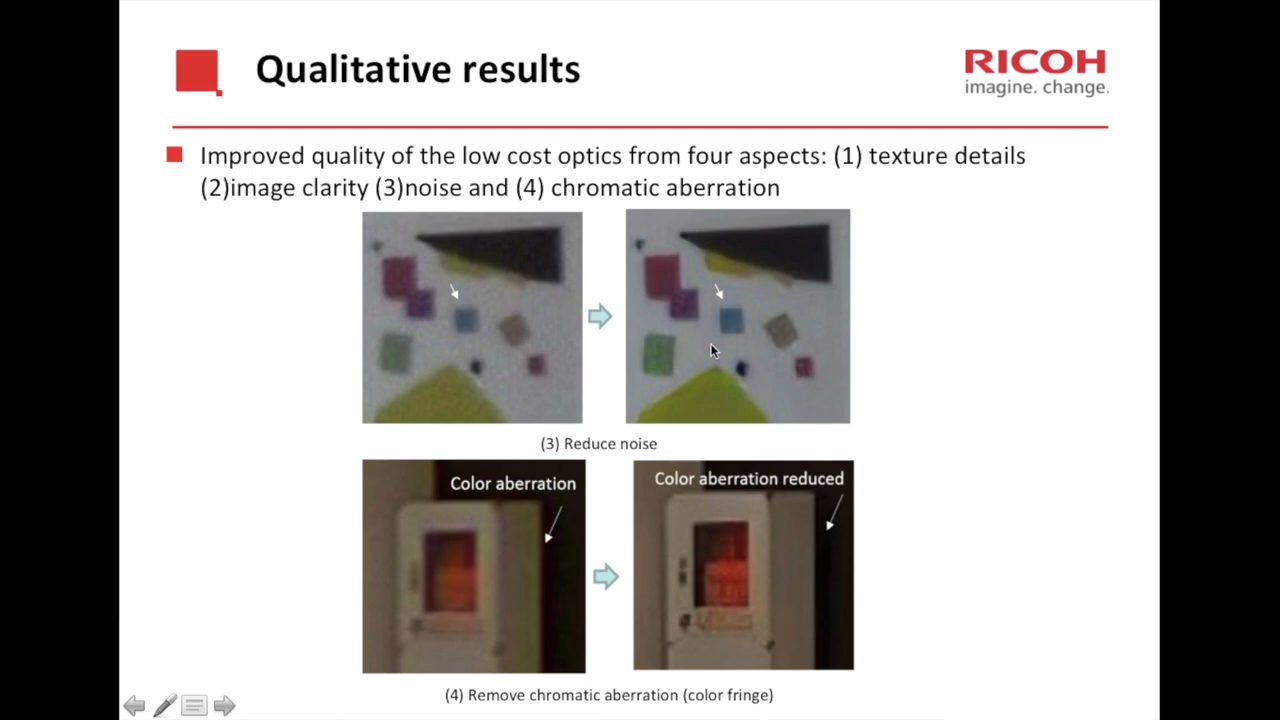 Qualitative results
RICOH
imagine. change.
Improved quality of the low cost optics from four aspects: (1) texture details
(2)image clarity (3)noise and (4) chromatic aberration
(3) Reduce noise
Color aberration
Color aberration reduced
(4) Remove chromatic aberration (color fringe)